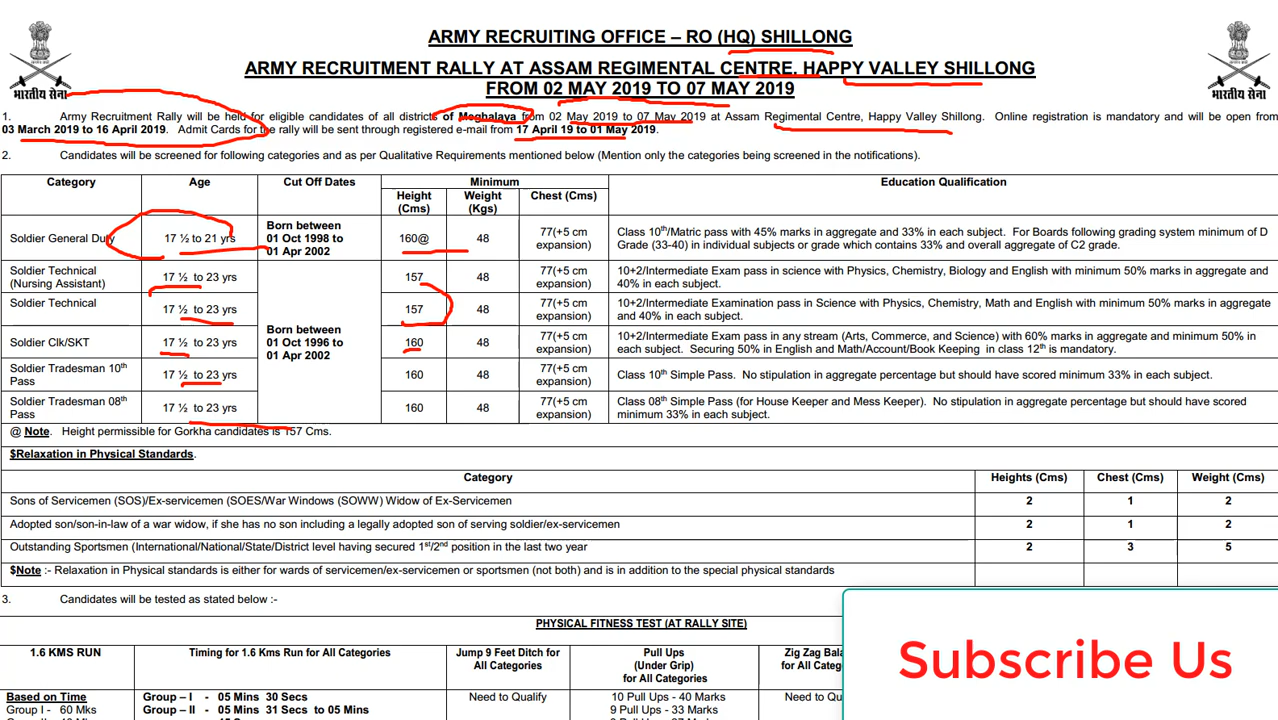 ARMY RECRUITING OFFICE – RO (HQ) SHILLONG
ARMY RECRUITMENT RALLY AT ASSAM REGIMENTAL CENTRE, HAPPY VALLEY SHILLONG
FROM 02 MAY 2019 TO 07 MAY 2019
भारतीय सेना
भारतीय सेना
1. Army Recruitment Rally will be held for eligible candidates of all districts of Meghalaya from 02 May 2019 to 07 May 2019 at Assam Regimental Centre, Happy Valley Shillong. Online registration is mandatory and will be open from
03 March 2019 to 16 April 2019. Admit Cards for the rally will be sent through registered e-mail from 17 April 19 to 01 May 2019.
2. Candidates will be screened for following categories and as per Qualitative Requirements mentioned below (Mention only the categories being screened in the notifications).
Category Age Cut Off Dates Minimum Education Qualification
Height (Cms) Weight (Kgs) Chest (Cms)
Soldier General Duty 17 ½ to 21 yrs Born between 01 Oct 1998 to 01 Apr 2002 160@ 48 77(+5 cm expansion) Class 10th/Matric pass with 45% marks in aggregate and 33% in each subject. For Boards following grading system minimum of D
Grade (33-40) in individual subjects or grade which contains 33% and overall aggregate of C2 grade.
Soldier Technical (Nursing Assistant) 17 ½ to 23 yrs Born between 01 Oct 1996 to 01 Apr 2002 157 48 77(+5 cm expansion) 10+2/Intermediate Exam pass in science with Physics, Chemistry, Biology and English with minimum 50% marks in aggregate and
40% in each subject.
Soldier Technical 17 ½ to 23 yrs 157 48 77(+5 cm expansion) 10+2/Intermediate Examination pass in Science with Physics, Chemistry, Math and English with minimum 50% marks in aggregate
and 40% in each subject.
Soldier Clk/SKT 17 ½ to 23 yrs 160 48 77(+5 cm expansion) 10+2/Intermediate Exam pass in any stream (Arts, Commerce, and Science) with 60% marks in aggregate and minimum 50% in
each subject. Securing 50% in English and Math/Account/Book Keeping in class 12th is mandatory.
Soldier Tradesman 10th Pass 17 ½ to 23 yrs 160 48 77(+5 cm expansion) Class 10th Simple Pass. No stipulation in aggregate percentage but should have scored minimum 33% in each subject.
Soldier Tradesman 08th Pass 17 ½ to 23 yrs 160 48 77(+5 cm expansion) Class 08th Simple Pass (for House Keeper and Mess Keeper). No stipulation in aggregate percentage but should have scored
minimum 33% in each subject.
@ Note. Height permissible for Gorkha candidates is 157 Cms.
$Relaxation in Physical Standards.
Category Heights (Cms) Chest (Cms) Weight (Cms)
Sons of Servicemen (SOS)/Ex-servicemen (SOES/War Windows (SOWW) Widow of Ex-Servicemen 2 1 2
Adopted son/son-in-law of a war widow, if she has no son including a legally adopted son of serving soldier/ex-servicemen 2 1 2
Outstanding Sportsmen (International/National/State/District level having secured 1st/2nd position in the last two year 2 3 5
$Note :- Relaxation in Physical standards is either for wards of servicemen/ex-servicemen or sportsmen (not both) and is in addition to the special physical standards
3. Candidates will be tested as stated below :-
PHYSICAL FITNESS TEST (AT RALLY SITE)
1.6 KMS RUN Timing for 1.6 Kms Run for All Categories Jump 9 Feet Ditch for All Categories Pull Ups (Under Grip) for All Categories Zig Zag
Based on Time Group – I - 05 Mins 30 Secs Need to Qualify 10 Pull Ups - 40 Marks
Group I - 60 Mks Group – II - 05 Mins 31 Secs to 05 Mins 9 Pull Ups - 33 Marks
Subscribe Us